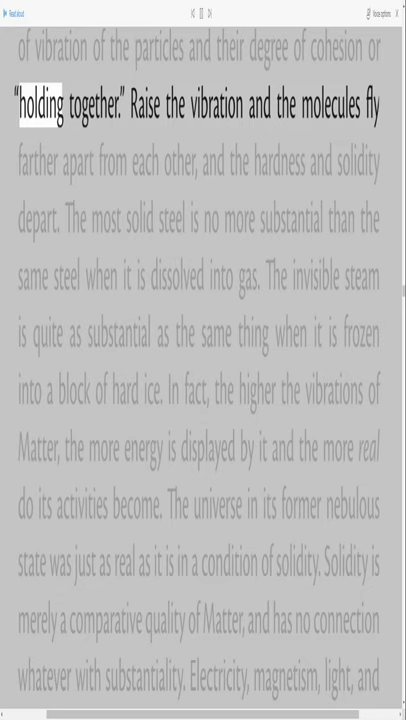 Read aloud
Voice options
of vibration of the particles and their degree of cohesion or
“holding together.” Raise the vibration and the molecules fly
farther apart from each other, and the hardness and solidity
depart. The most solid steel is no more substantial than the
same steel when it is dissolved into gas. The invisible steam
is quite as substantial as the same thing when it is frozen
into a block of hard ice. In fact, the higher the vibrations of
Matter, the more energy is displayed by it and the more real
do its activities become. The universe in its former nebulous
state was just as real as it is in a condition of solidity. Solidity is
merely a comparative quality of Matter, and has no connection
whatever with substantiality. Electricity, magnetism, light, and